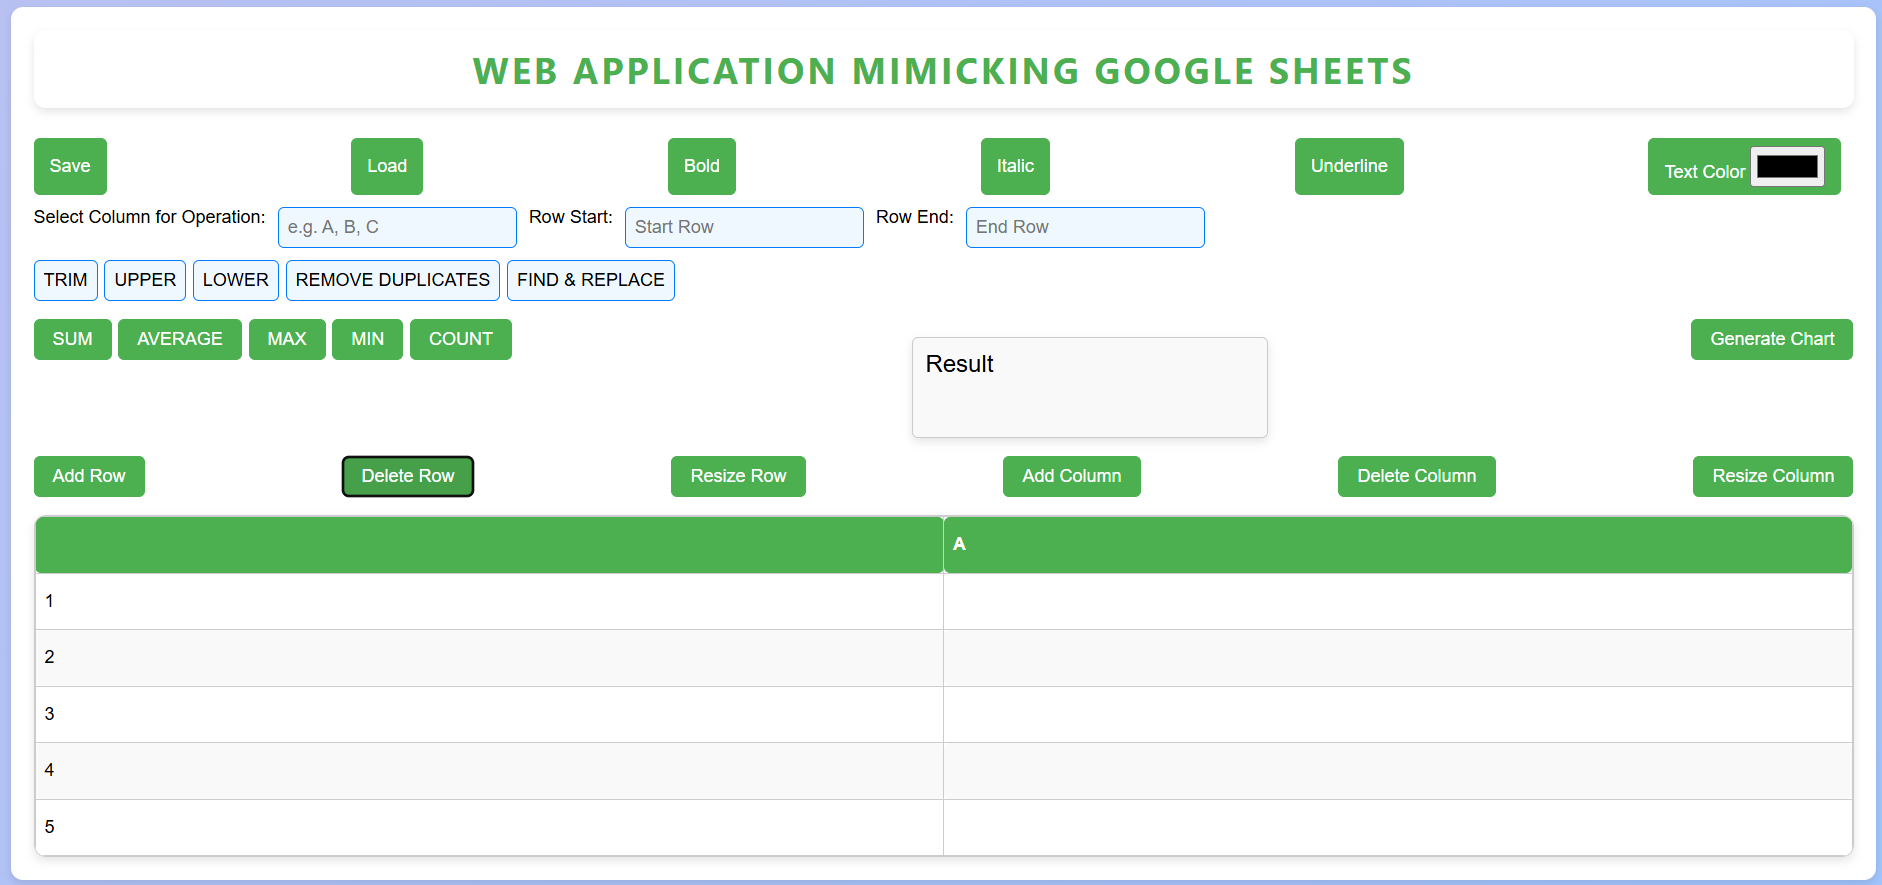 WEB APPLICATION MIMICKING GOOGLE SHEETS
Save Load Bold Italic Underline Text Color
Select Column for Operation: e.g. A, B, C Row Start: Start Row Row End: End Row
TRIM UPPER LOWER REMOVE DUPLICATES FIND & REPLACE
SUM AVERAGE MAX MIN COUNT Generate Chart
Result
Add Row Delete Row Resize Row Add Column Delete Column Resize Column
A
1
2
3
4
5